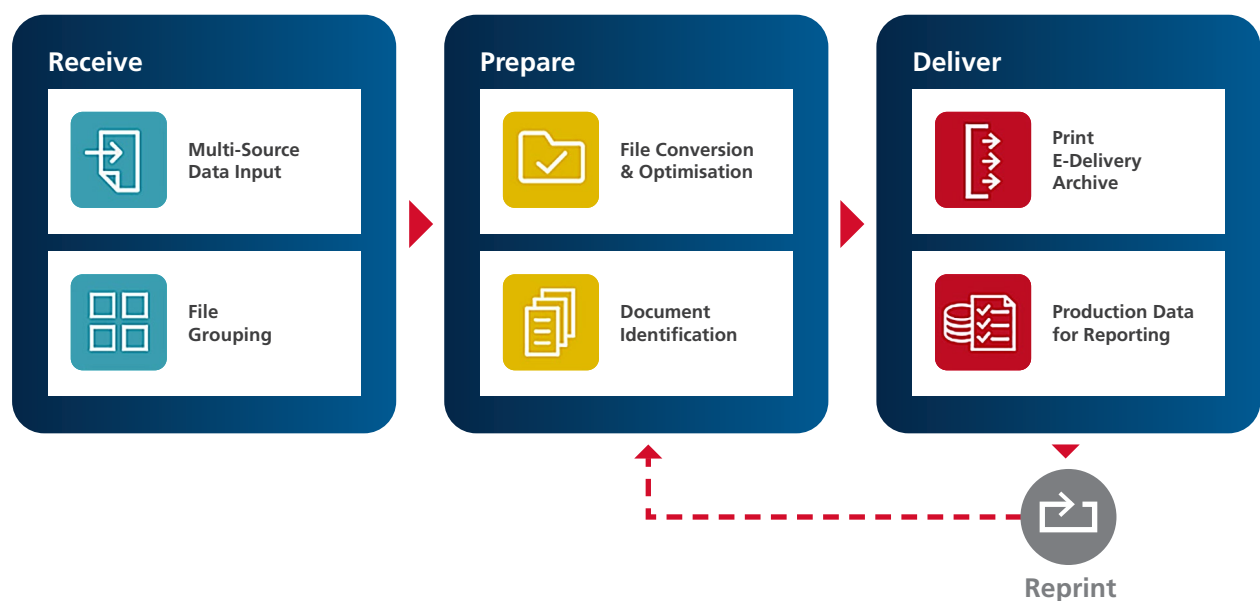 Receive
Multi-Source
Data Input
File
Grouping
Prepare
File Conversion
& Optimisation
Document
Identification
Deliver
Print
E-Delivery
Archive
Production Data
for Reporting
Reprint